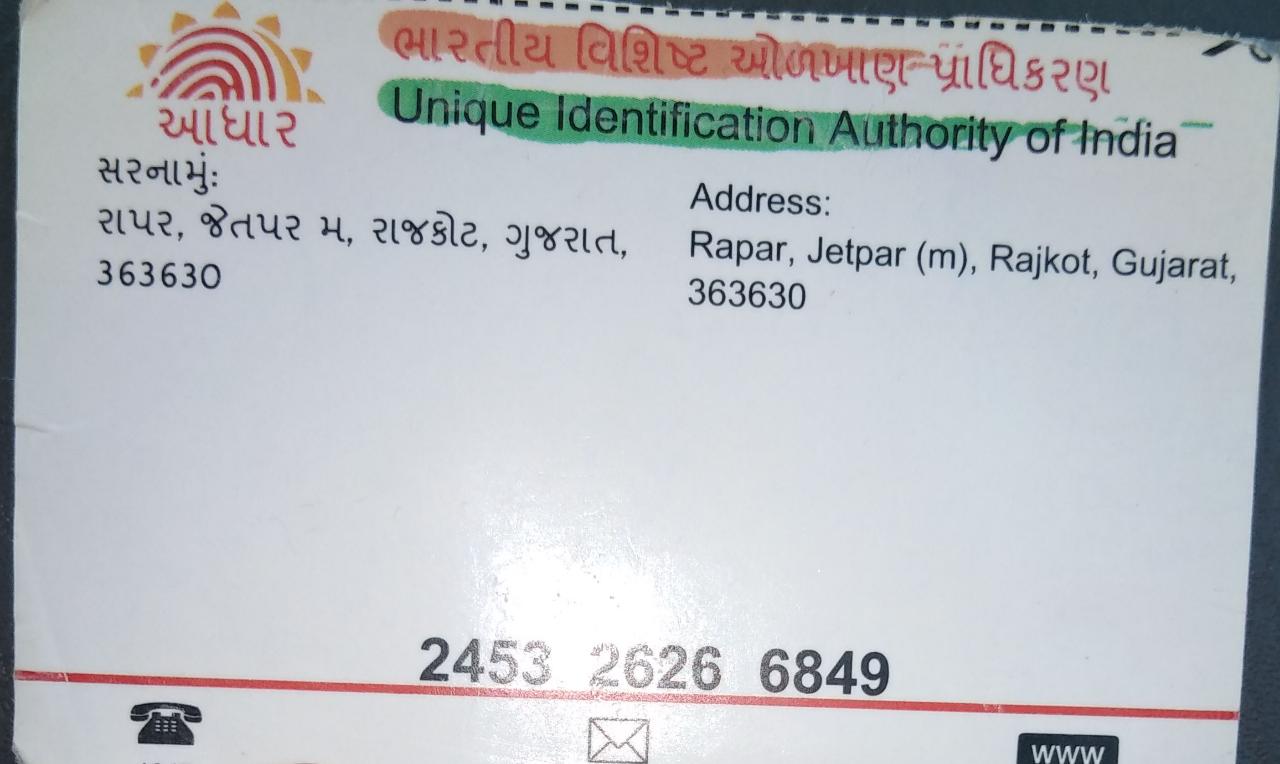 ભારતીય વિશિષ્ટ ઓળખાણ પ્રાધિકરણ
Unique Identification Authority of India
આધાર
સરનામું:
રાપર, જેતપર મ, રાજકોટ, ગુજરાત,
363630
Address:
Rapar, Jetpar (m), Rajkot, Gujarat,
363630
2453 2626 6849
www